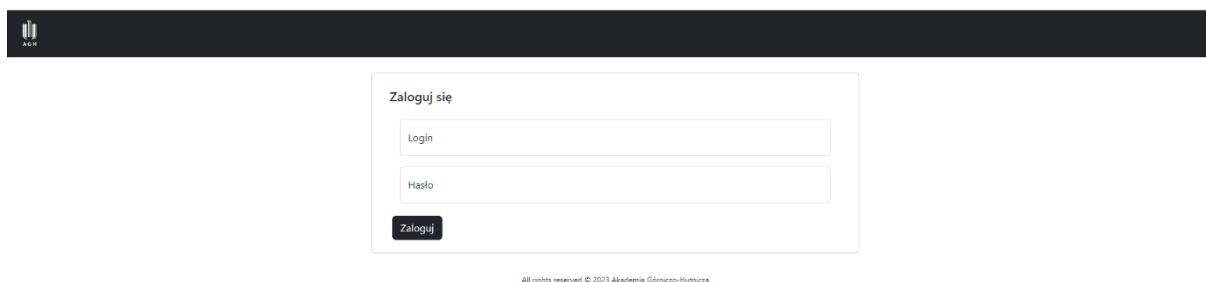 AGH
Zaloguj się
Login
Hasło
Zaloguj
All rights reserved © 2023 Akademia Górniczo-Hutnicza